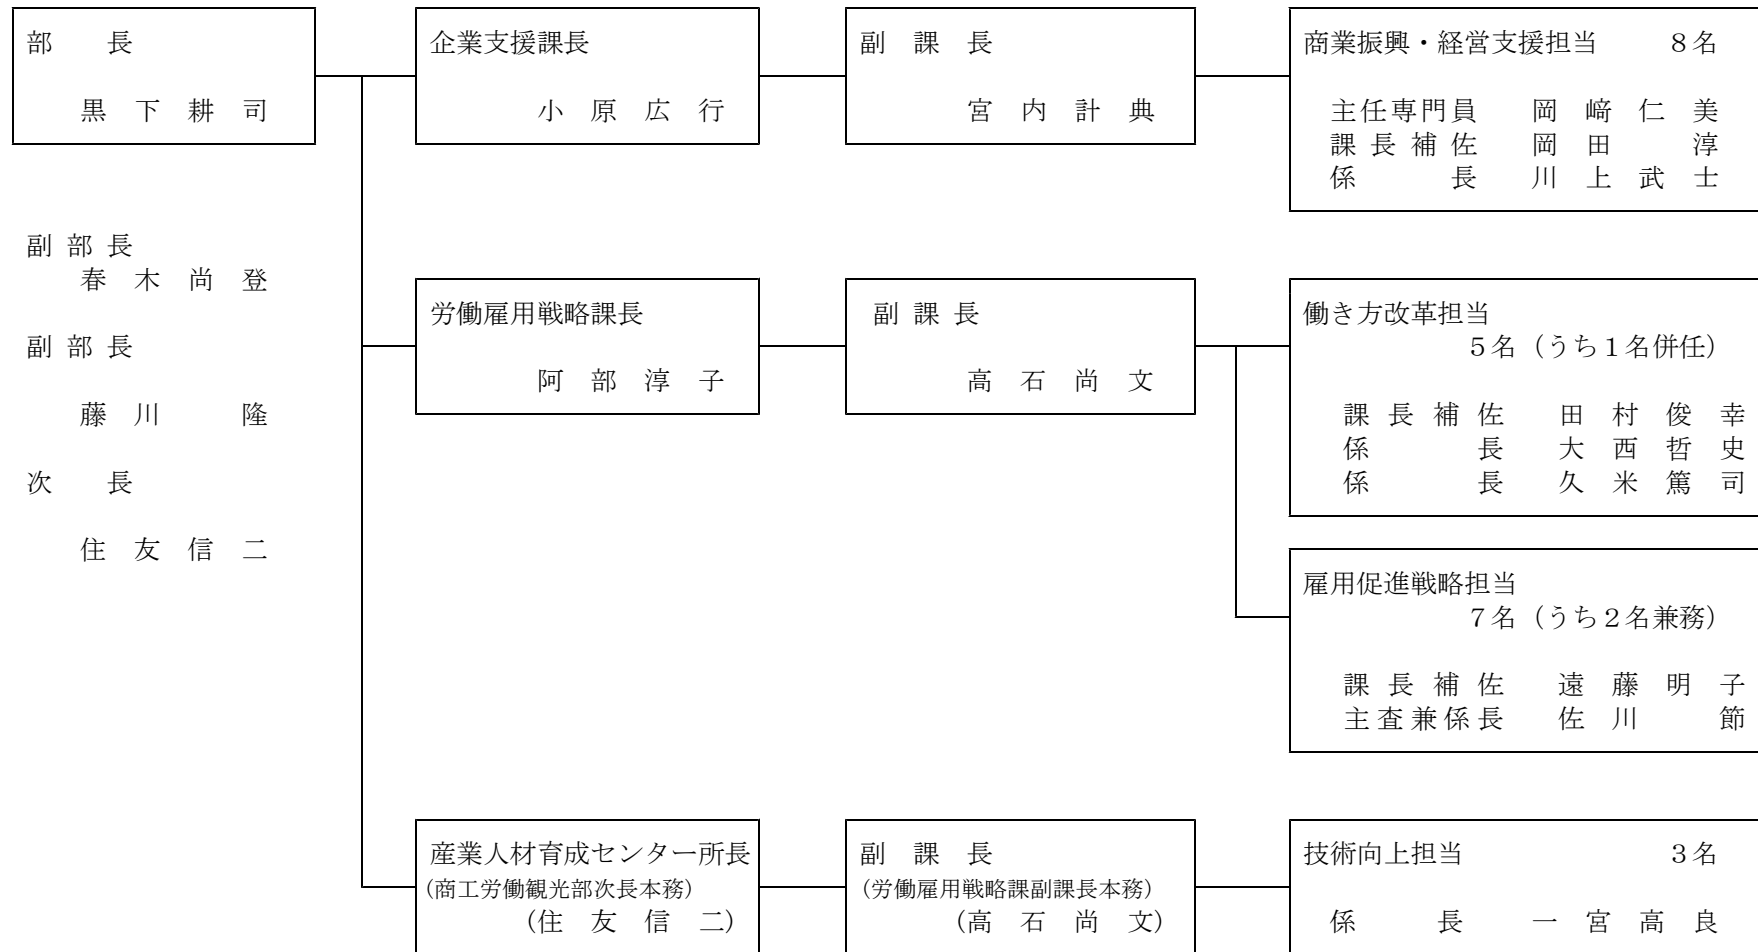 部長
黒下耕司
副部長
春木尚登
副部長
藤川隆
次長
住友信二
企業支援課長
小原広行
副課長
宮内計典
商業振興・経営支援担当 8名
主任専門員 岡﨑仁美
課長補佐 岡田淳
係長 川上武士
労働雇用戦略課長
阿部淳子
副課長
高石尚文
働き方改革担当
5名(うち1名併任)
課長補佐 田村俊幸
係長 大西哲史
係長 久米篤司
雇用促進戦略担当
7名(うち2名兼務)
課長補佐 遠藤明子
主査兼係長 佐川節
産業人材育成センター所長
(商工労働観光部次長本務)
(住友信二)
副課長
(労働雇用戦略課副課長本務)
(高石尚文)
技術向上担当 3名
係長 一宮高良